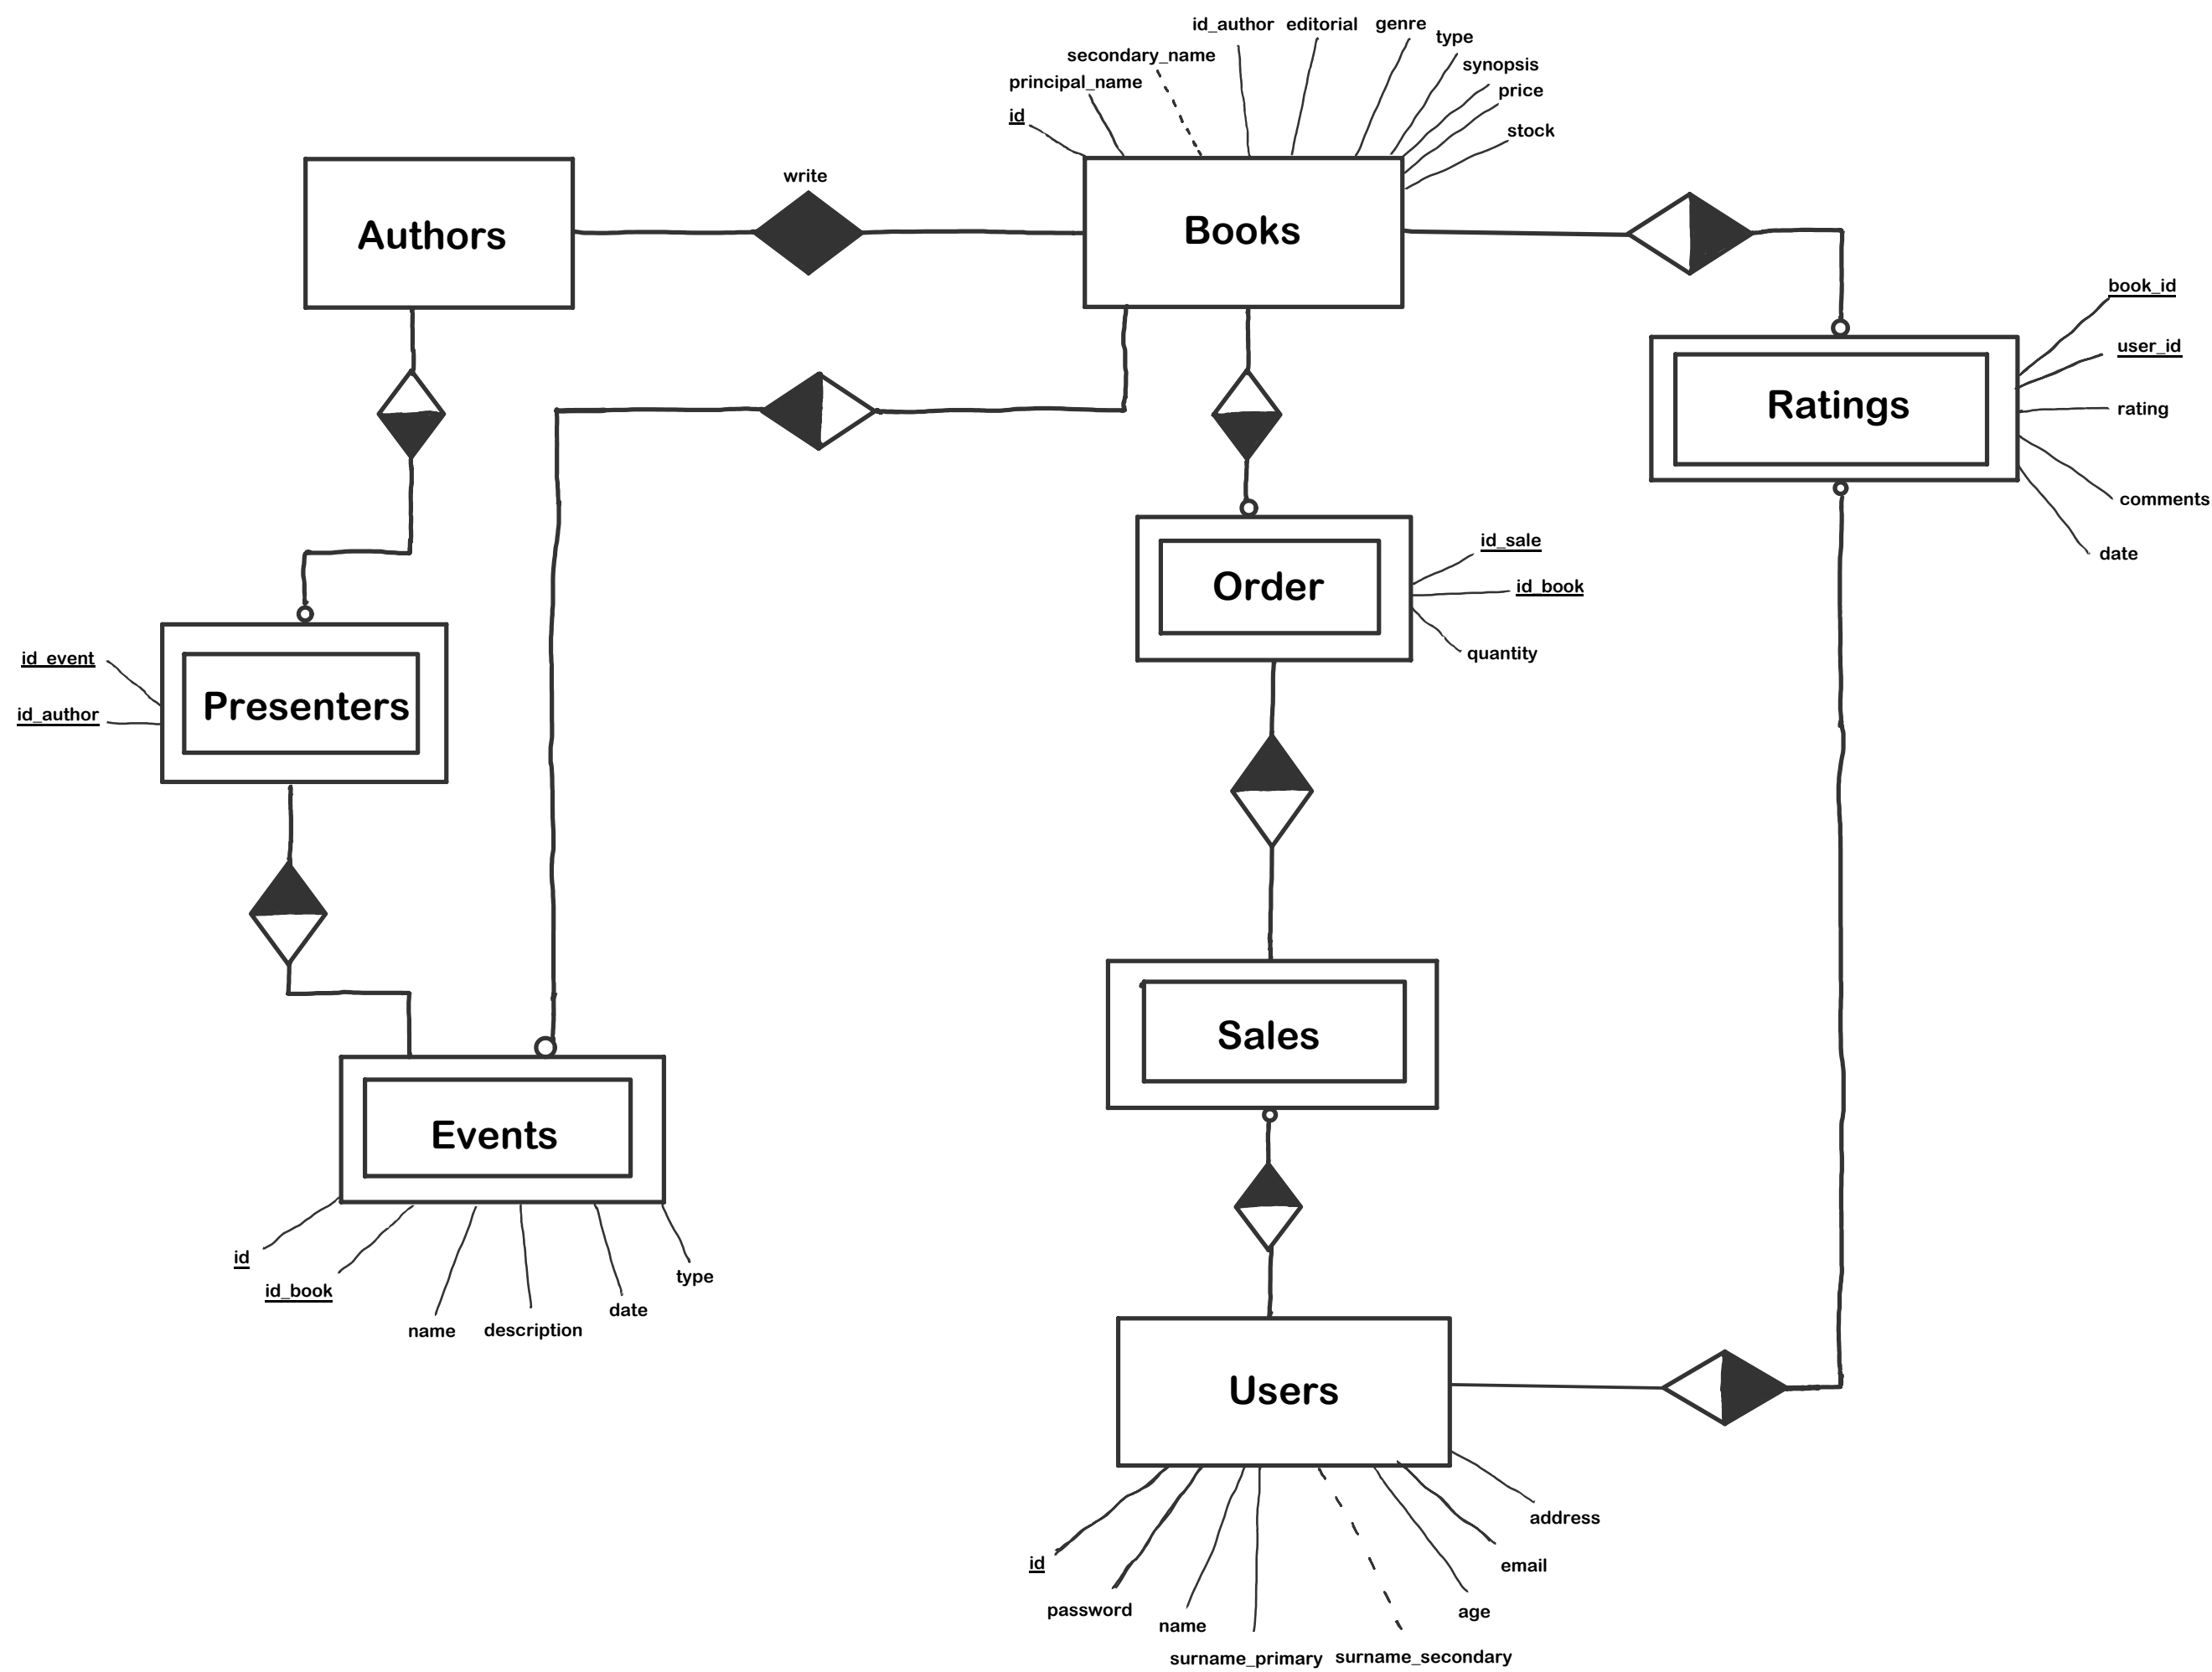 id_author
editorial
genre
type
secondary_name
synopsis
principal_name
price
id
stock
write
Authors
Books
book_id
user_id
Ratings
rating
comments
date
id_sale
Order
id_book
quantity
id_event
Presenters
id_author
Sales
Events
id
id_book
name
description
date
type
Users
address
id
email
password
age
name
surname_primary
surname_secondary